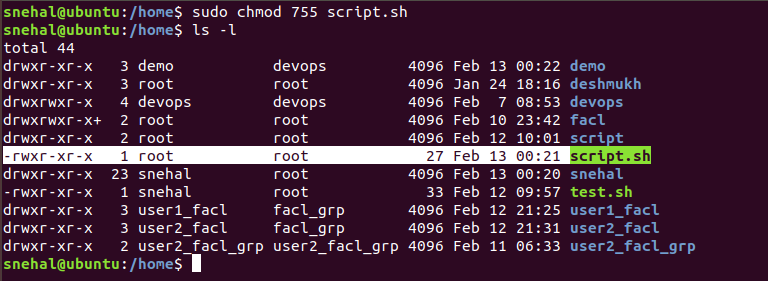 snehal@ubuntu:/home$ sudo chmod 755 script.sh
snehal@ubuntu:/home$ ls -l
total 44
drwxr-xr-x   3 demo           devops         4096 Feb 13 00:22 demo
drwxr-xr-x   3 root           root           4096 Jan 24 18:16 deshmukh
drwxrwxr-x   4 devops         devops         4096 Feb  7 08:53 devops
drwxrwxr-x+  2 root           root           4096 Feb 10 23:42 facl
drwxr-xr-x   2 root           root           4096 Feb 12 10:01 script
-rwxr-xr-x   1 root           root             27 Feb 13 00:21 script.sh
drwxr-xr-x  23 snehal         snehal         4096 Feb 13 00:20 snehal
-rwxr-xr-x   1 snehal         root             33 Feb 12 09:57 test.sh
drwxr-xr-x   3 user1_facl     facl_grp       4096 Feb 12 21:25 user1_facl
drwxr-xr-x   3 user2_facl     facl_grp       4096 Feb 12 21:31 user2_facl
drwxr-xr-x   2 user2_facl_grp user2_facl_grp 4096 Feb 11 06:33 user2_facl_grp
snehal@ubuntu:/home$